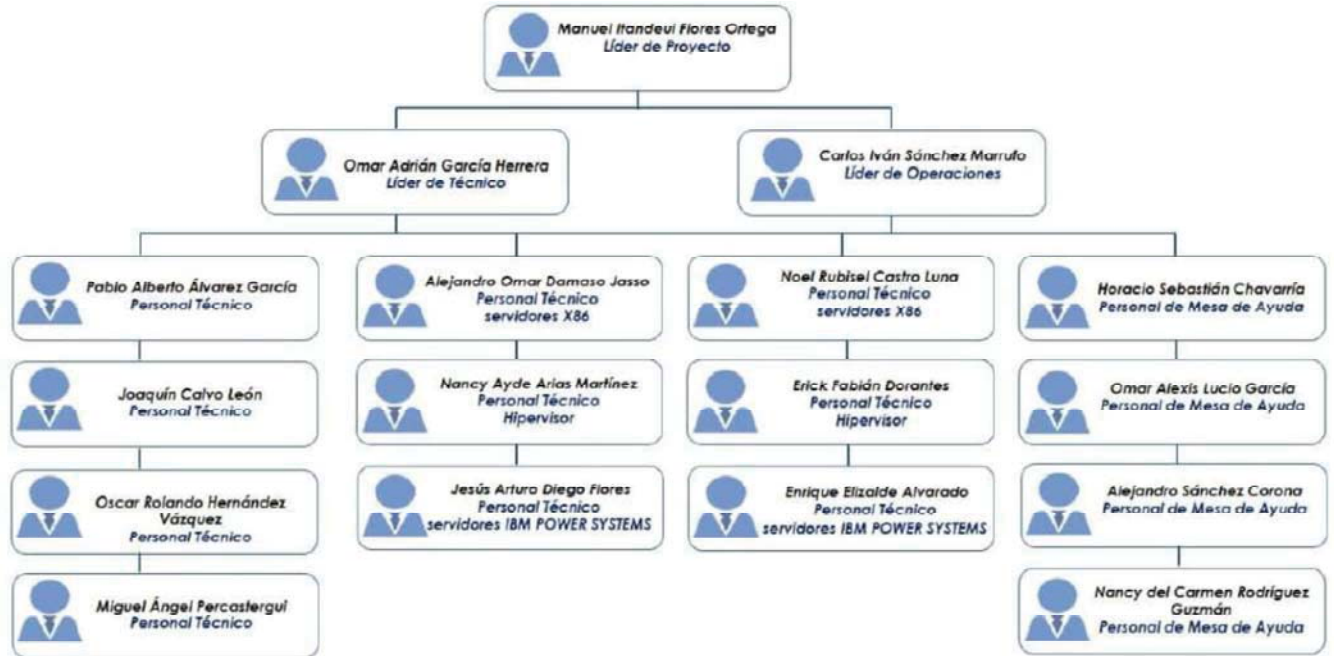 Manuel Itandeui Flores Ortega
Líder de Proyecto
Omar Adrián García Herrera
Líder de Técnico
Carlos Iván Sánchez Marrufo
Líder de Operaciones
Pablo Alberto Álvarez García
Personal Técnico
Alejandro Omar Damaso Jasso
Personal Técnico
servidores X86
Noel Rubisel Castro Luna
Personal Técnico
servidores X86
Horacio Sebastián Chavarría
Personal de Mesa de Ayuda
Joaquín Calvo León
Personal Técnico
Nancy Ayde Arias Martínez
Personal Técnico
Hipervisor
Erick Fabián Dorantes
Personal Técnico
Hipervisor
Omar Alexis Lucio García
Personal de Mesa de Ayuda
Oscar Rolando Hernández
Vázquez
Personal Técnico
Jesús Arturo Diego Flores
Personal Técnico
servidores IBM POWER SYSTEMS
Enrique Elizalde Alvarado
Personal Técnico
servidores IBM POWER SYSTEMS
Alejandro Sánchez Corona
Personal de Mesa de Ayuda
Miguel Ángel Percastergui
Personal Técnico
Nancy del Carmen Rodríguez
Guzmán
Personal de Mesa de Ayuda